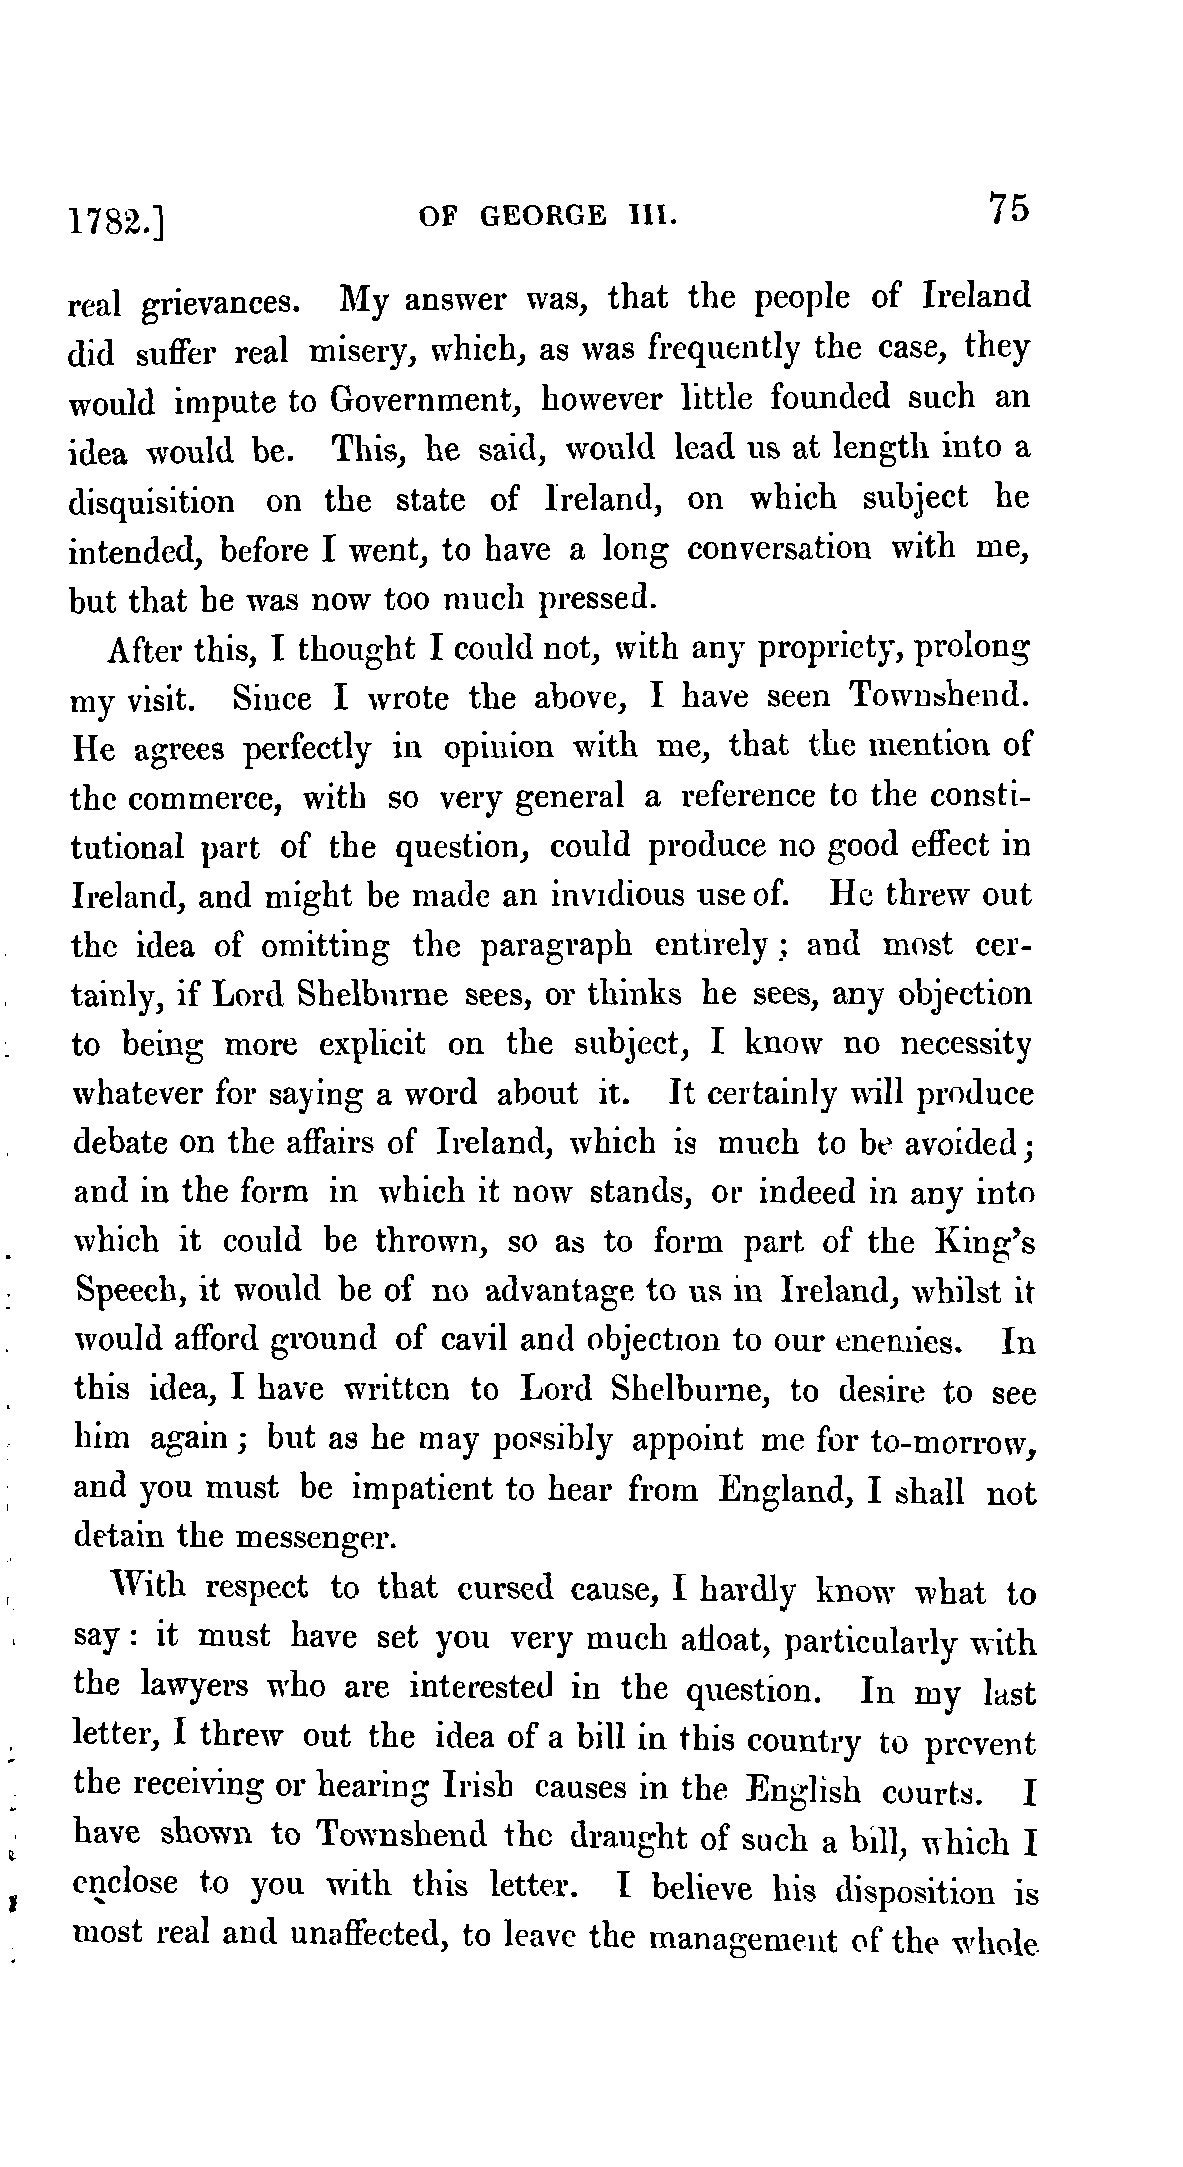 1782.] OF GEORGE III. 75
real grievances. My answer was, that the people of Ireland
did suffer real misery, which, as was frequently the case, they
would impute to Government, however little founded such an
idea would be. This, he said, would lead us at length into a
disquisition on the state of Ireland, on which subject he
intended, before I went, to have a long conversation with me,
but that he was now too much pressed.
After this, I thought I could not, with any propriety, prolong
my visit. Since I wrote the above, I have seen Townshend.
He agrees perfectly in opinion with me, that the mention of
the commerce, with so very general a reference to the consti-
tutional part of the question, could produce no good effect in
Ireland, and might be made an invidious use of. He threw out
the idea of omitting the paragraph entirely; and most cer-
tainly, if Lord Shelburne sees, or thinks he sees, any objection
to being more explicit on the subject, I know no necessity
whatever for saying a word about it. It certainly will produce
debate on the affairs of Ireland, which is much to be avoided;
and in the form in which it now stands, or indeed in any into
which it could be thrown, so as to form part of the King's
Speech, it would be of no advantage to us in Ireland, whilst it
would afford ground of cavil and objection to our enemies. In
this idea, I have written to Lord Shelburne, to desire to see
him again; but as he may possibly appoint me for to-morrow,
and you must be impatient to hear from England, I shall not
detain the messenger.
With respect to that cursed cause, I hardly know what to
say: it must have set you very much afloat, particularly with
the lawyers who are interested in the question. In my last
letter, I threw out the idea of a bill in this country to prevent
the receiving or hearing Irish causes in the English courts. I
have shown to Townshend the draught of such a bill, which I
enclose to you with this letter. I believe his disposition is
most real and unaffected, to leave the management of the whole